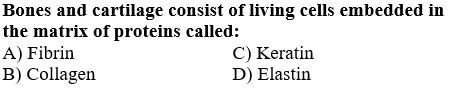 Bones and cartilage consist of living cells embedded in
the matrix of proteins called:
A) Fibrin C) Keratin
B) Collagen D) Elastin